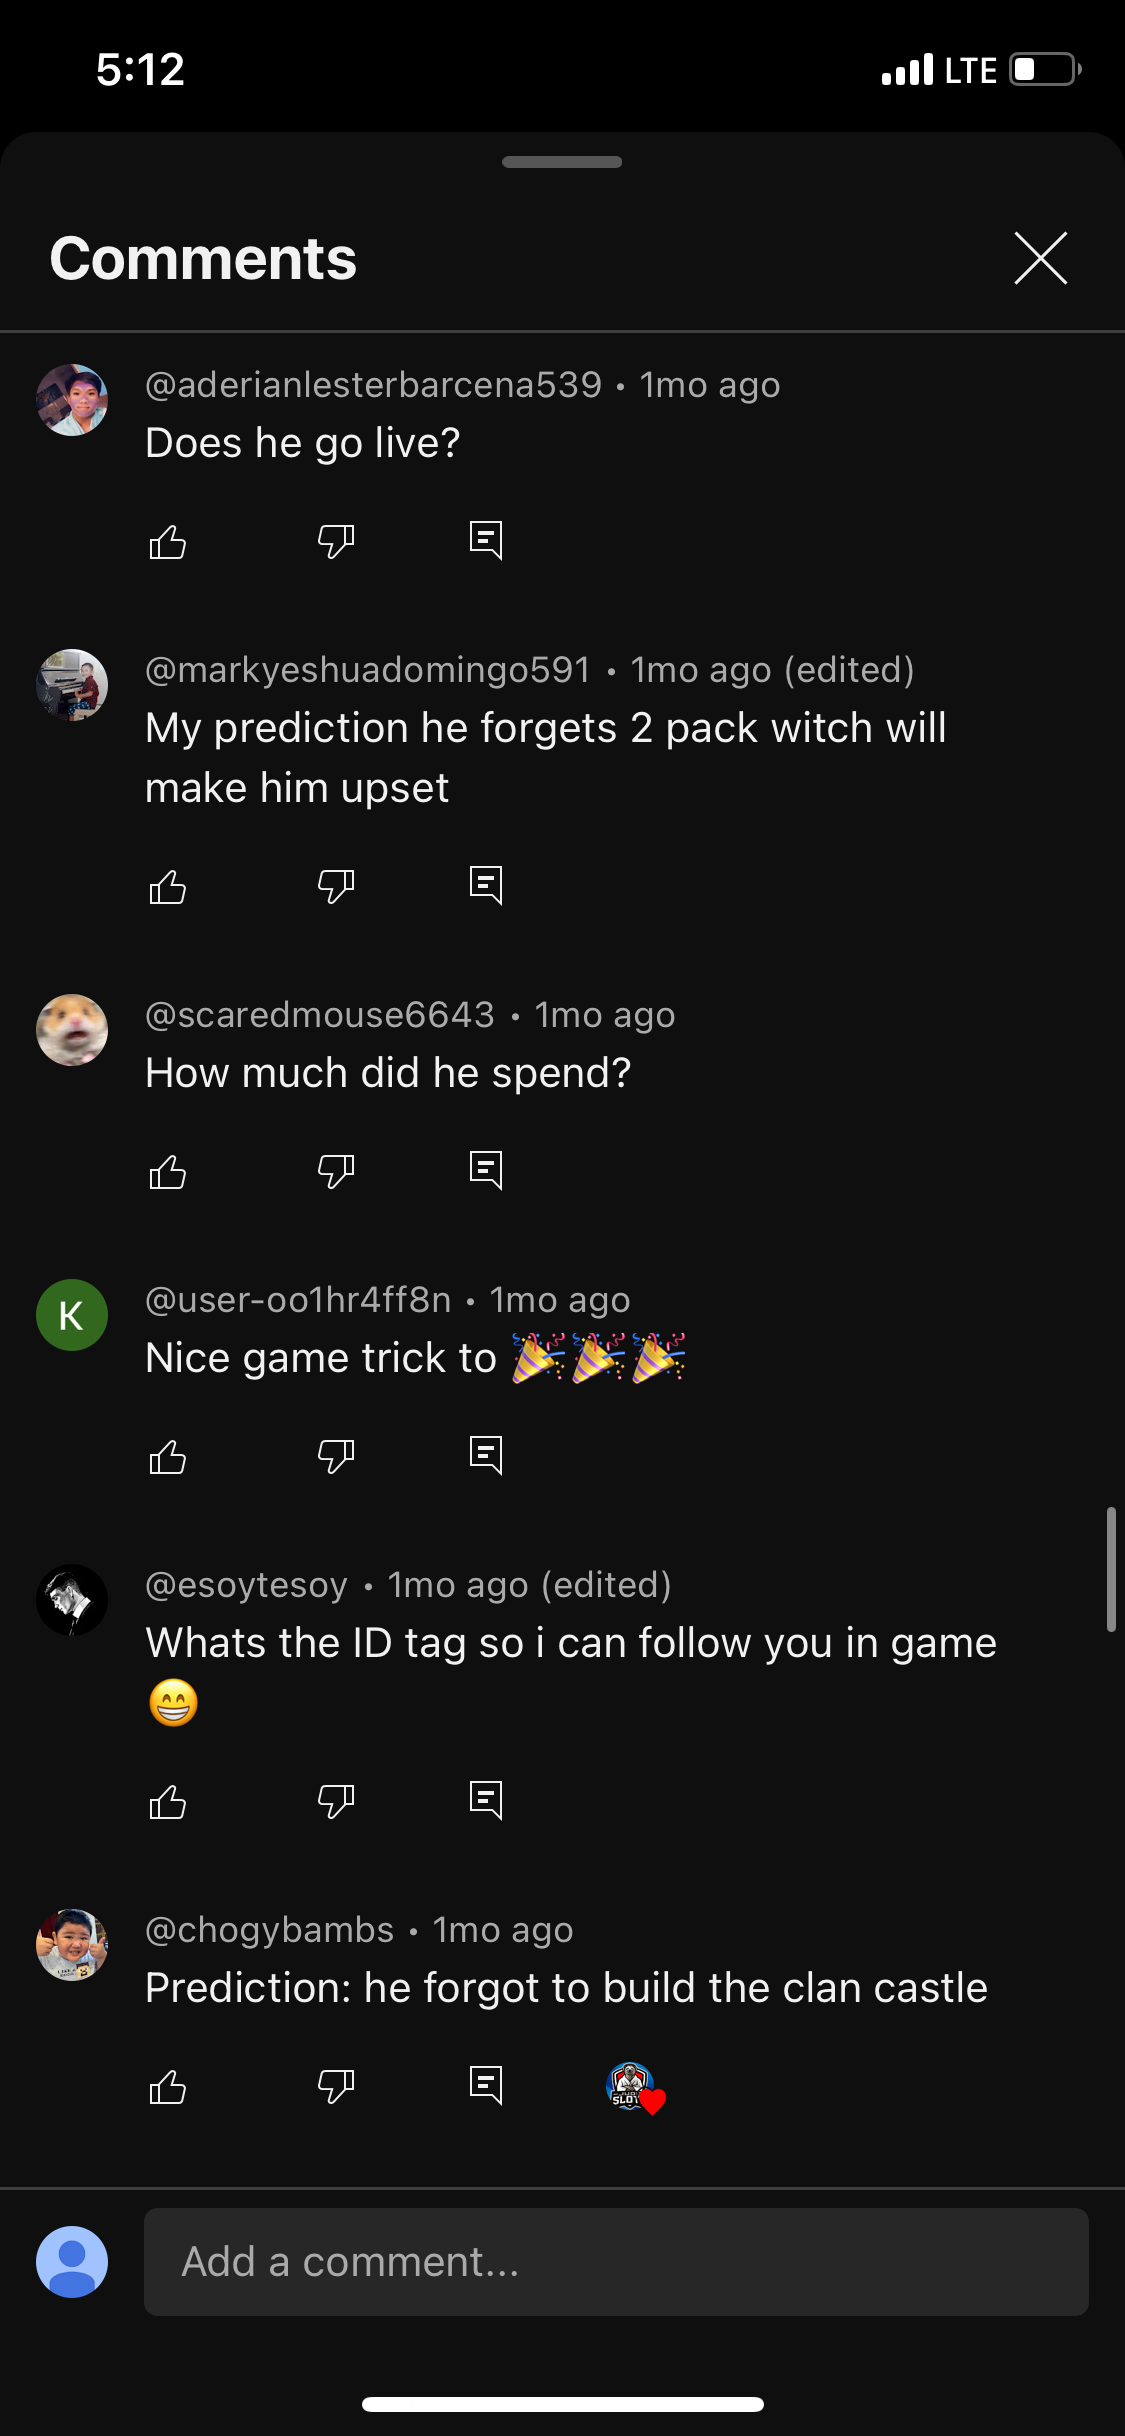 5:12
LTE
Comments
@aderianlesterbarcena539 • 1mo ago
Does he go live?
@markyeshuadomingo591 • 1mo ago (edited)
My prediction he forgets 2 pack witch will
make him upset
@scaredmouse6643 • 1mo ago
How much did he spend?
K
@user-oo1hr4ff8n • 1mo ago
Nice game trick to 🎉🎉🎉
@esoytesoy • 1mo ago (edited)
Whats the ID tag so i can follow you in game
😁
@chogybambs • 1mo ago
Prediction: he forgot to build the clan castle
Add a comment...